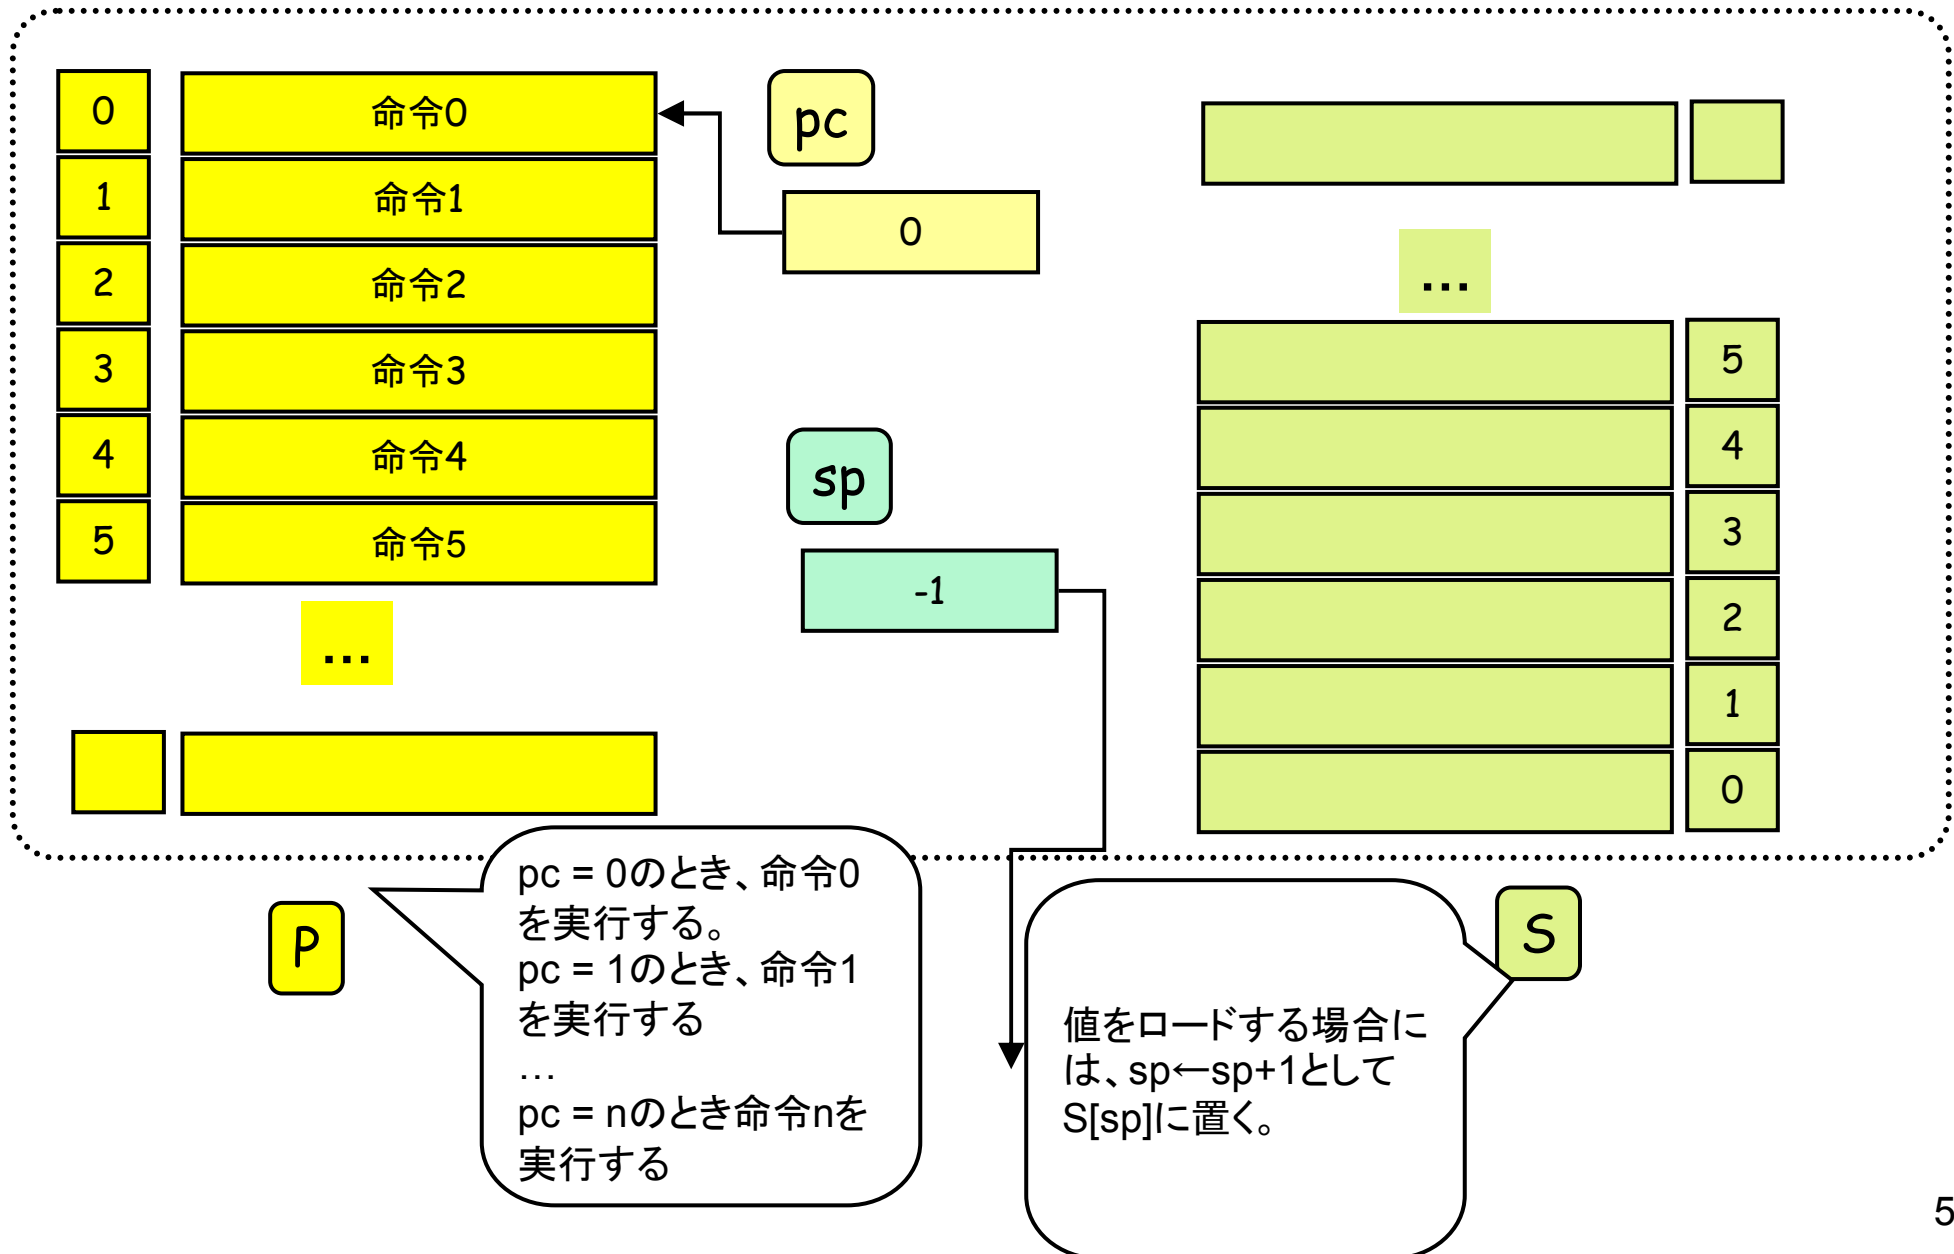 0 命令0
1 命令1
2 命令2
3 命令3
4 命令4
5 命令5
...
pc
0
sp
-1
...
5
4
3
2
1
0
P
pc = 0のとき、命令0
を実行する。
pc = 1のとき、命令1
を実行する
…
pc = nのとき命令nを
実行する
S
値をロードする場合に
は、sp←sp+1として
S[sp]に置く。
5